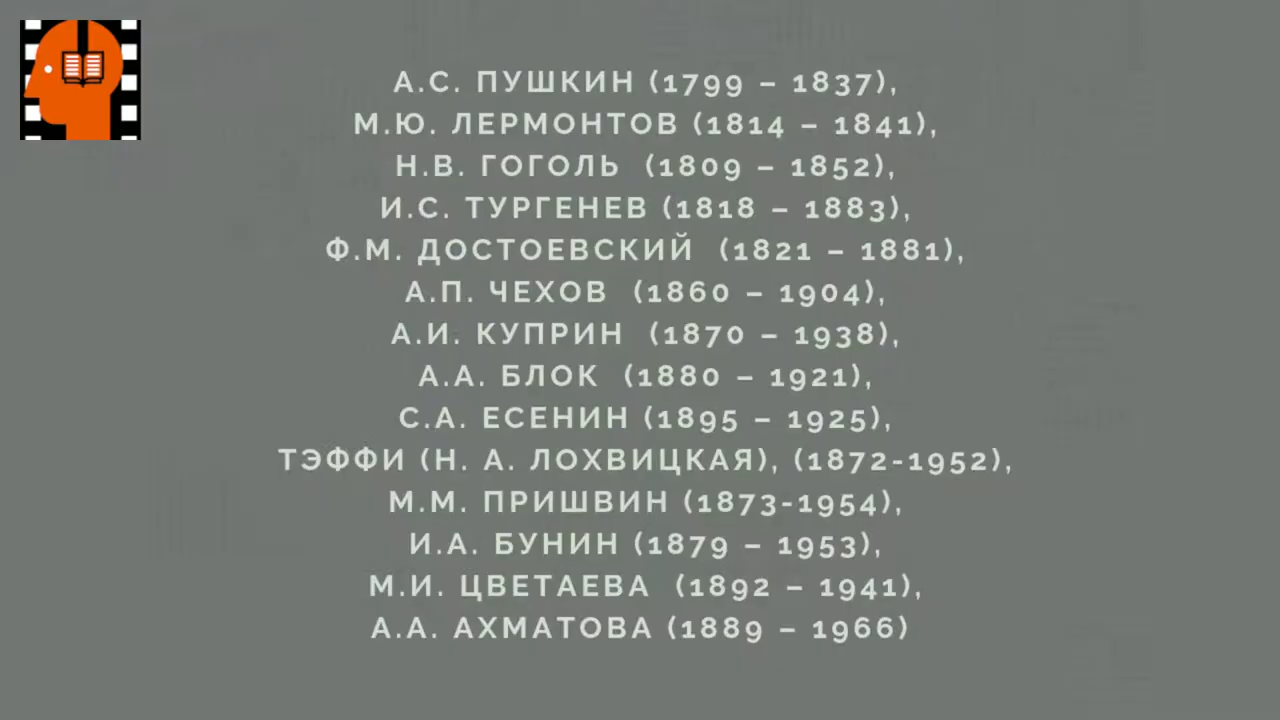 А.С. ПУШКИН (1799 – 1837),
М.Ю. ЛЕРМОНТОВ (1814 – 1841),
Н.В. ГОГОЛЬ (1809 – 1852),
И.С. ТУРГЕНЕВ (1818 – 1883),
Ф.М. ДОСТОЕВСКИЙ (1821 – 1881),
А.П. ЧЕХОВ (1860 – 1904),
А.И. КУПРИН (1870 – 1938),
А.А. БЛОК (1880 – 1921),
С.А. ЕСЕНИН (1895 – 1925),
ТЭФФИ (Н. А. ЛОХВИЦКАЯ), (1872-1952),
М.М. ПРИШВИН (1873-1954),
И.А. БУНИН (1879 – 1953),
М.И. ЦВЕТАЕВА (1892 – 1941),
А.А. АХМАТОВА (1889 – 1966)